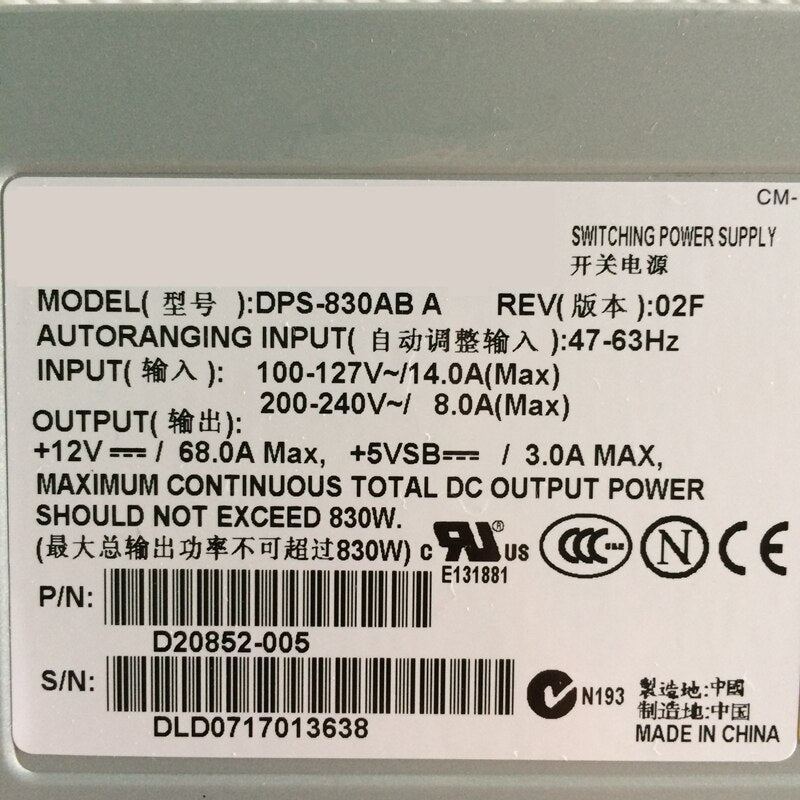 CM-
SWITCHING POWER SUPPLY
开关电源
MODEL( 型号 ):DPS-830AB A REV(版本):02F
AUTORANGING INPUT( 自动调整输入 ):47-63Hz
INPUT( 输入 ): 100-127V~/14.0A(Max)
200-240V~/ 8.0A(Max)
OUTPUT( 输出):
+12V⎓/ 68.0A Max, +5VSB⎓ / 3.0A MAX,
MAXIMUM CONTINUOUS TOTAL DC OUTPUT POWER
SHOULD NOT EXCEED 830W.
(最大总输出功率不可超过830W) c RU® US CCC N CE
E131881
P/N:
D20852-005
S/N:
DLD0717013638
N193
製造地:中國
制造地:中国
MADE IN CHINA